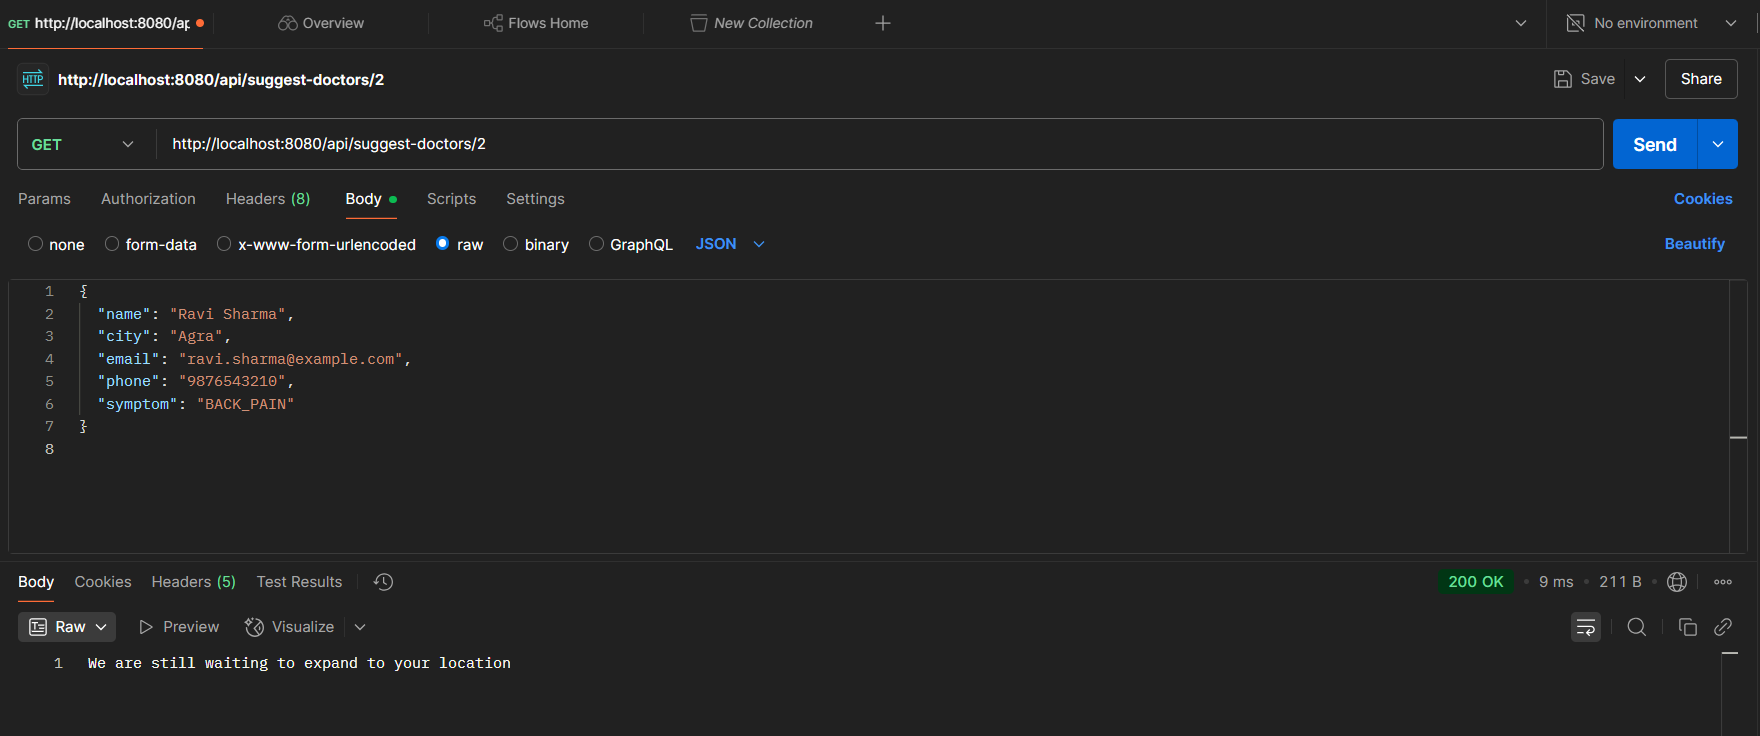 GET http://localhost:8080/ap Overview Flows Home New Collection No environment
HTTP http://localhost:8080/api/suggest-doctors/2 Save Share
GET http://localhost:8080/api/suggest-doctors/2 Send
Params Authorization Headers (8) Body Scripts Settings Cookies
none form-data x-www-form-urlencoded raw binary GraphQL JSON Beautify
1 {
2 "name": "Ravi Sharma",
3 "city": "Agra",
4 "email": "ravi.sharma@example.com",
5 "phone": "9876543210",
6 "symptom": "BACK_PAIN"
7 }
8
Body Cookies Headers (5) Test Results 200 OK • 9 ms • 211 B •
Raw Preview Visualize
1 We are still waiting to expand to your location